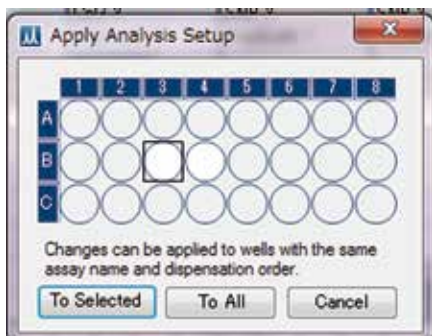 Apply Analysis Setup
1 2 3 4 5 6 7 8
A
B
C
Changes can be applied to wells with the same
assay name and dispensation order.
To Selected To All Cancel